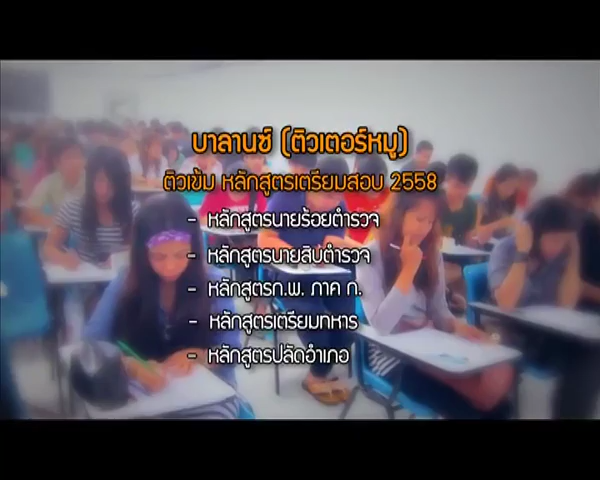 บาลานซ์ (ติวเตอร์หมู)
ติวเข้ม หลักสูตรเตรียมสอบ 2558
- หลักสูตรนายร้อยตำรวจ
- หลักสูตรนายสิบตำรวจ
- หลักสูตรก.พ. ภาค ก.
- หลักสูตรเตรียมทหาร
- หลักสูตรปลัดอำเภอ